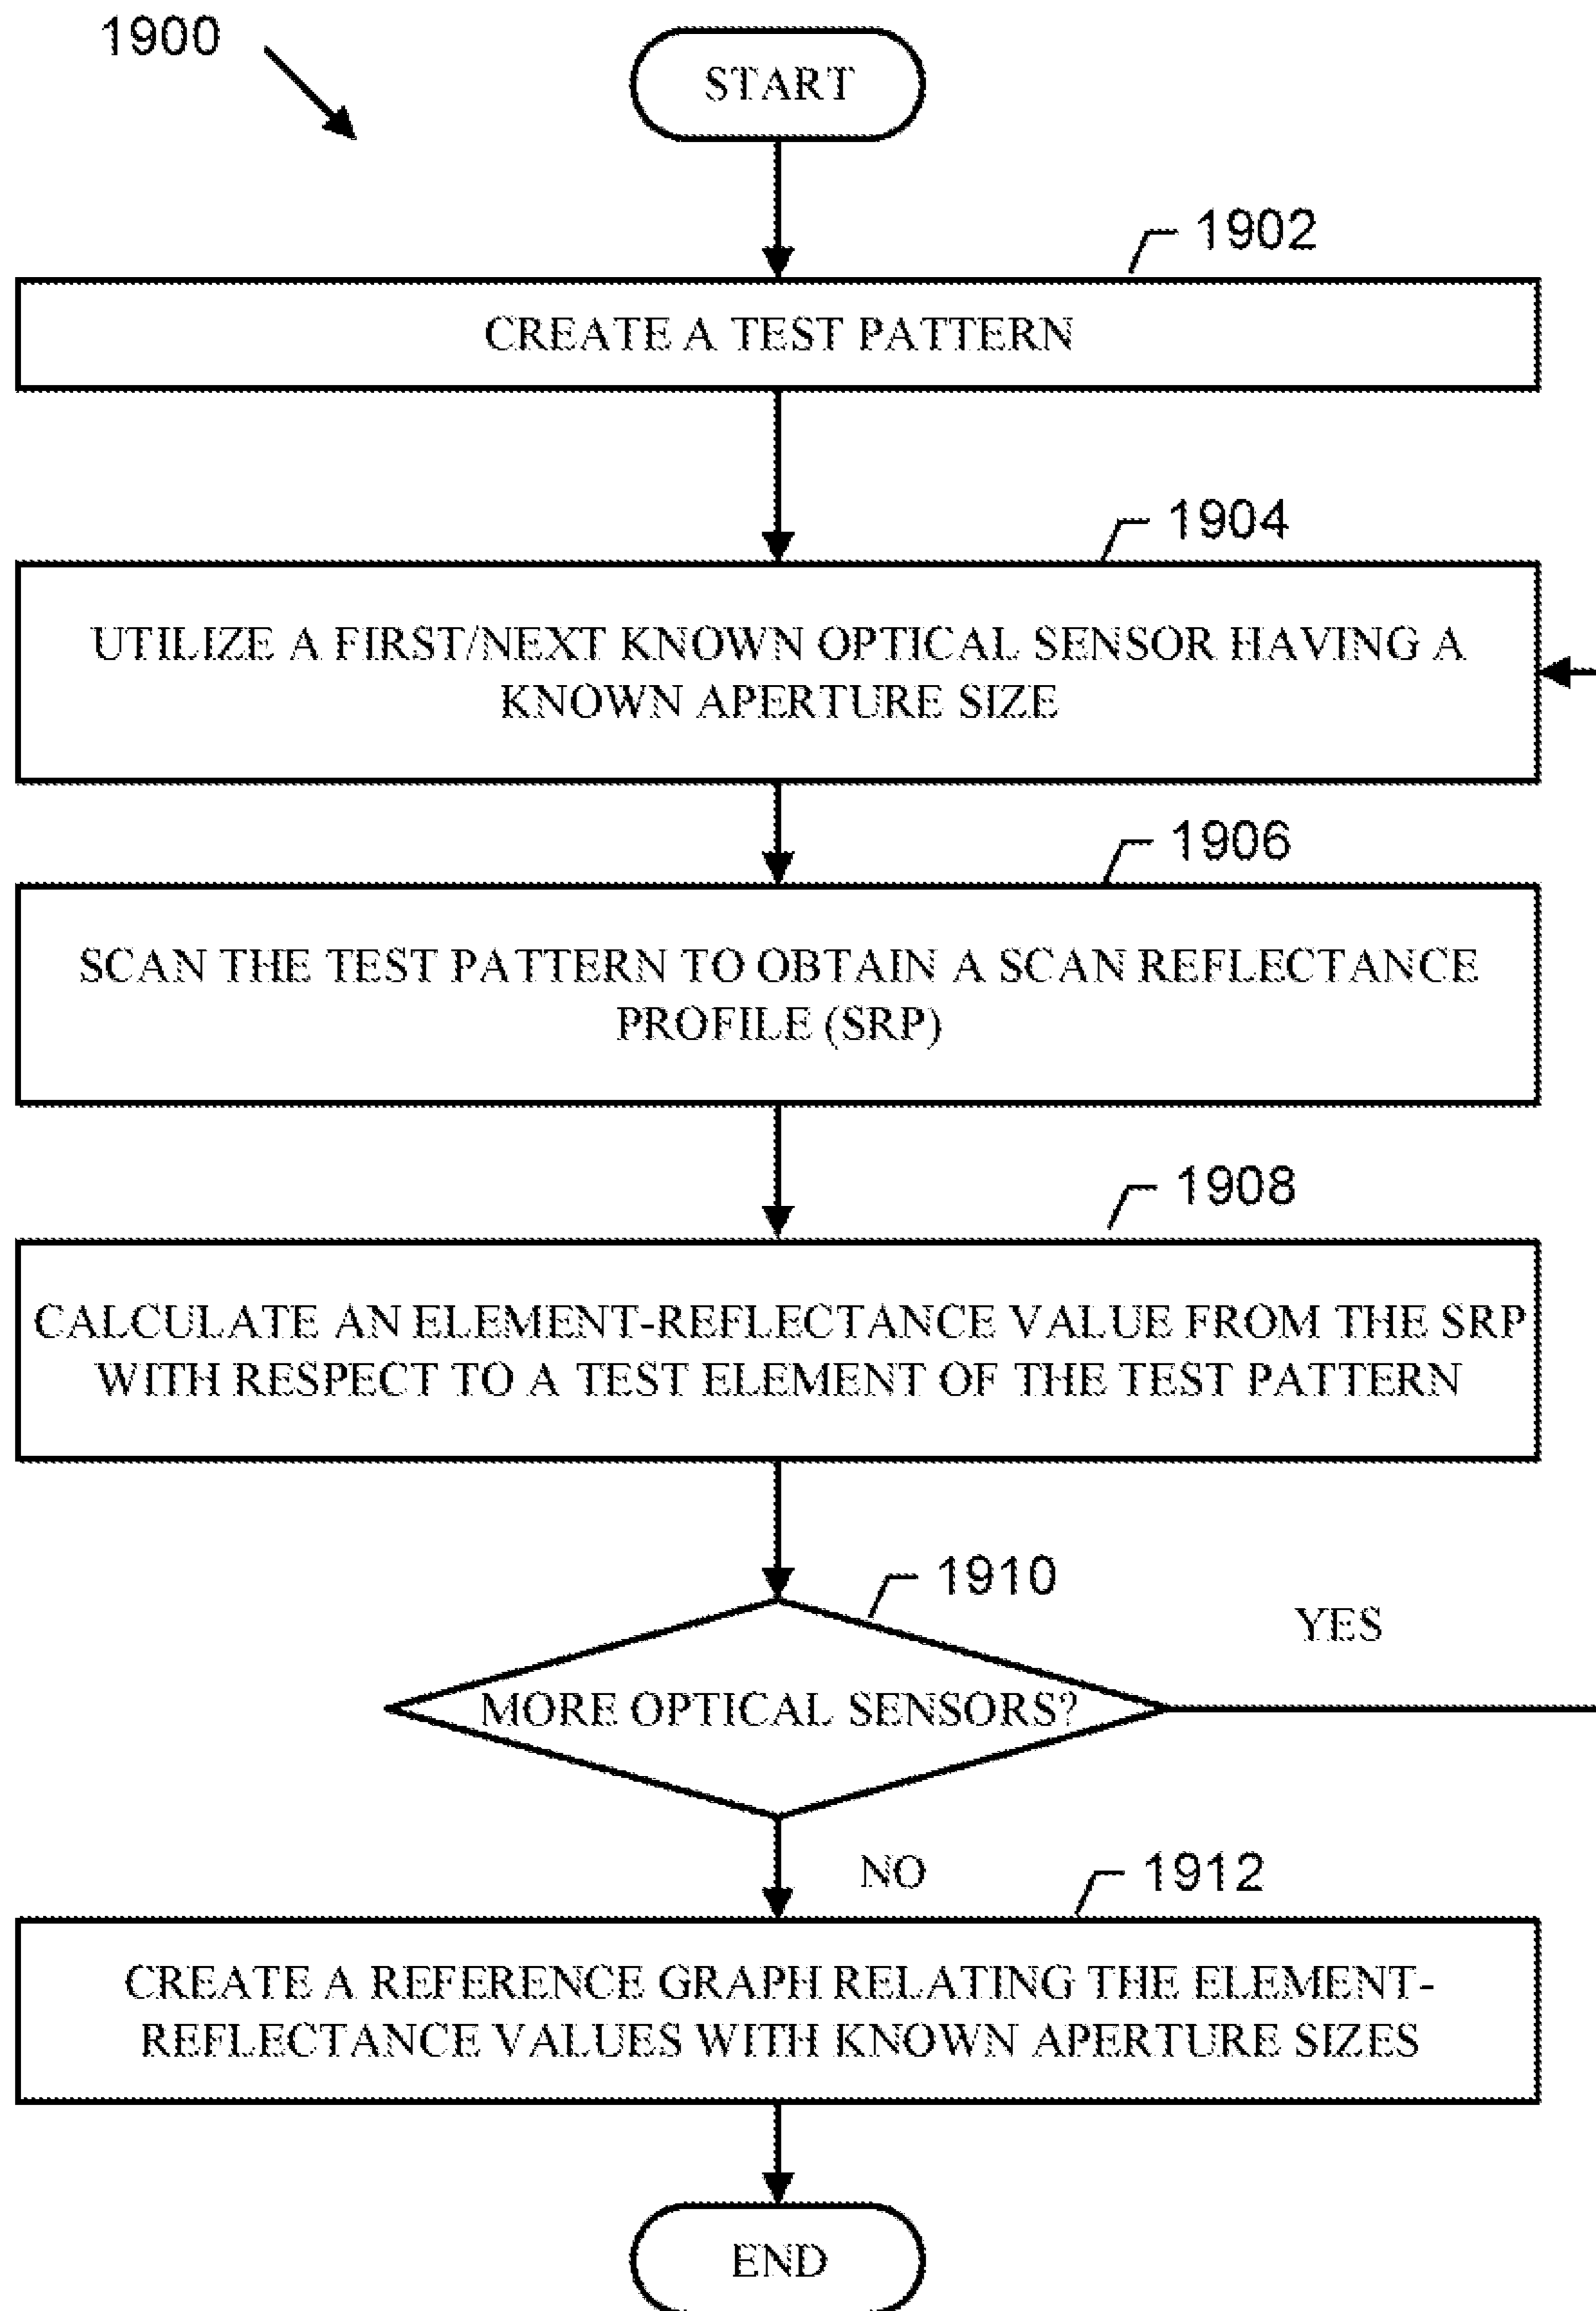 1900
START
1902
CREATE A TEST PATTERN
1904
UTILIZE A FIRST/NEXT KNOWN OPTICAL SENSOR HAVING A
KNOWN APERTURE SIZE
1906
SCAN THE TEST PATTERN TO OBTAIN A SCAN REFLECTANCE
PROFILE (SRP)
1908
CALCULATE AN ELEMENT-REFLECTANCE VALUE FROM THE SRP
WITH RESPECT TO A TEST ELEMENT OF THE TEST PATTERN
1910
YES
MORE OPTICAL SENSORS?
NO
1912
CREATE A REFERENCE GRAPH RELATING THE ELEMENT-
REFLECTANCE VALUES WITH KNOWN APERTURE SIZES
END